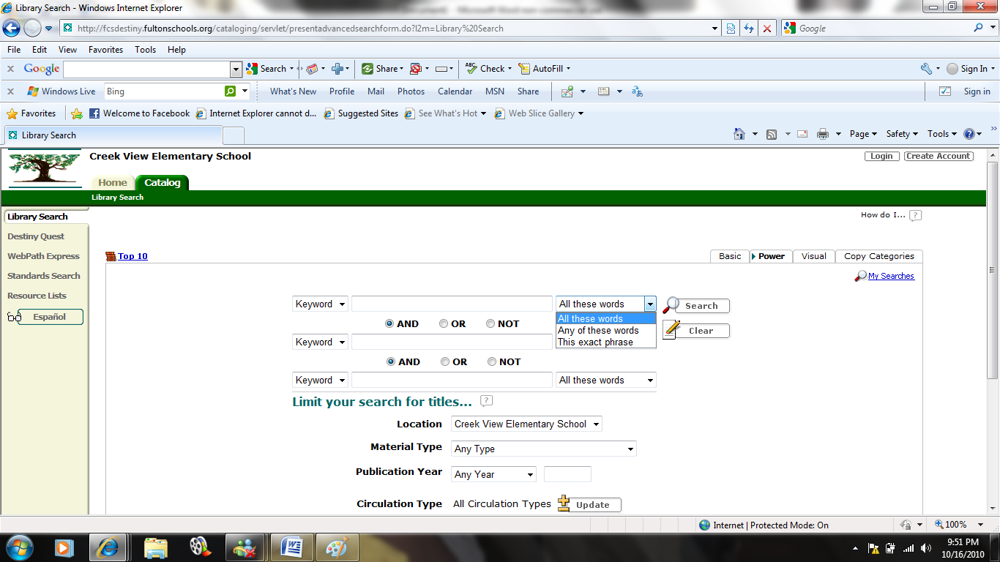 Library Search - Windows Internet Explorer
http://fcsdestiny.fultonschools.org/cataloging/servlet/presentadvancedsearchform.do?l2m=Library%20Search
Google
File Edit View Favorites Tools Help
x Google Search Share ABC Check AutoFill Sign In
x Windows Live Bing What's New Profile Mail Photos Calendar MSN Share Sign in
Favorites Welcome to Facebook Internet Explorer cannot d... Suggested Sites See What's Hot Web Slice Gallery
Library Search Page Safety Tools
Creek View Elementary School Login Create Account
Home Catalog
Library Search
Library Search
How do I... ?
Destiny Quest
WebPath Express
Standards Search
Resource Lists
Español
Top 10 Basic Power Visual Copy Categories
My Searches
Keyword All these words Search
All these words
Any of these words
This exact phrase
AND OR NOT
Clear
Keyword
AND OR NOT
Keyword All these words
Limit your search for titles... ?
Location Creek View Elementary School
Material Type Any Type
Publication Year Any Year
Circulation Type All Circulation Types Update
Internet | Protected Mode: On 100%
9:51 PM
10/16/2010